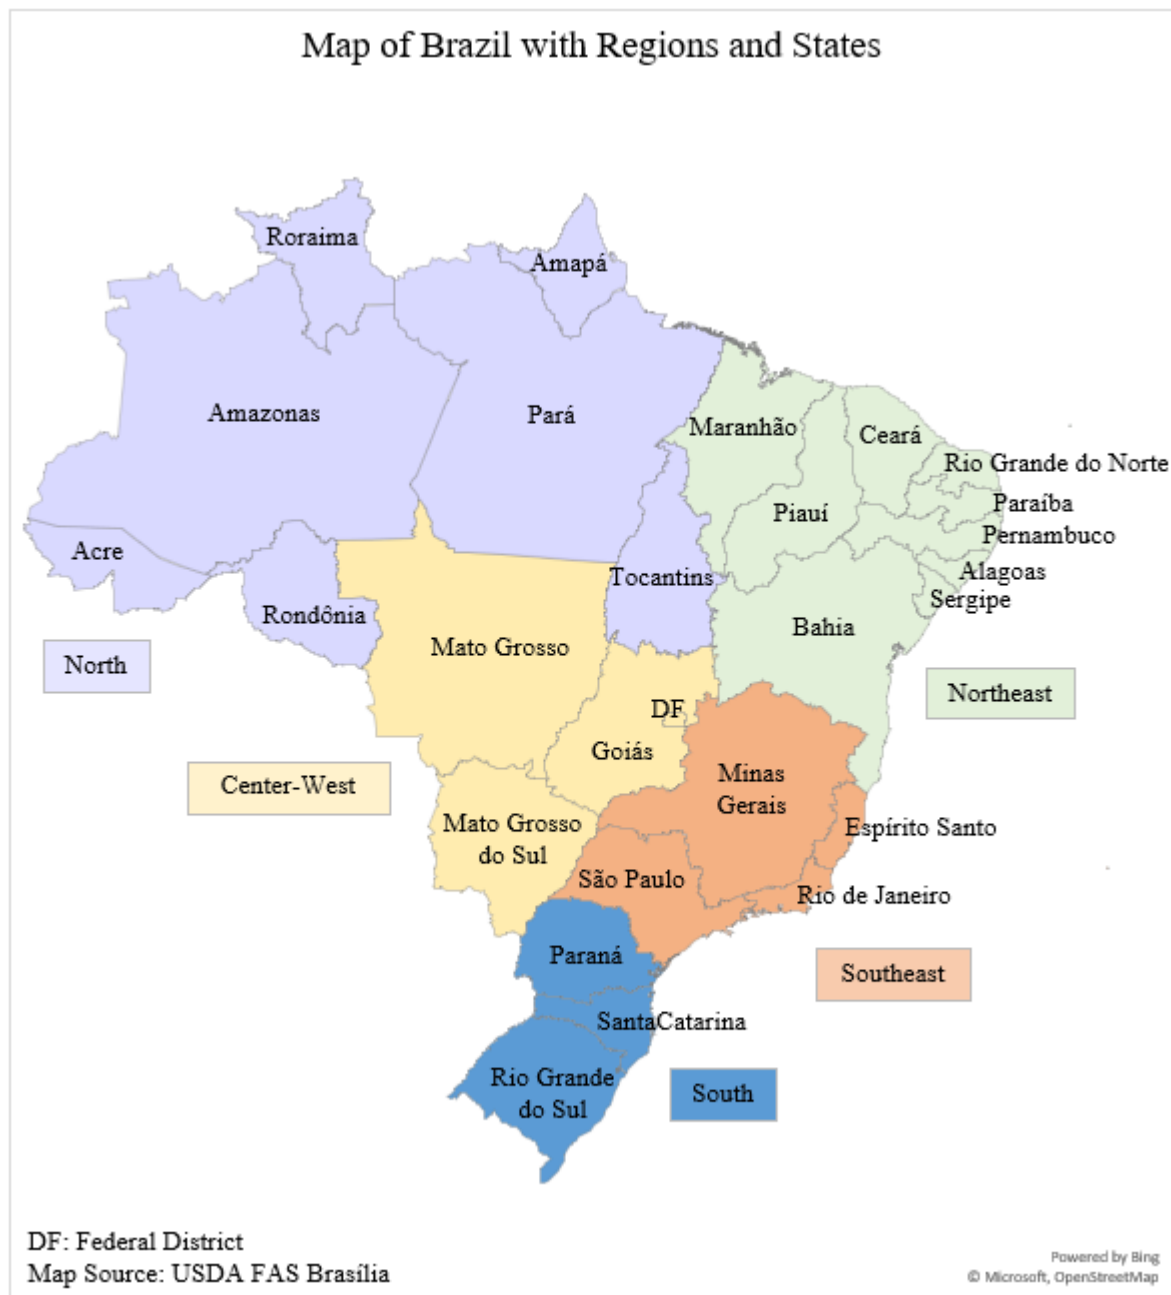 Map of Brazil with Regions and States
Roraima
Amapá
Amazonas
Pará
Maranhão
Ceará
Rio Grande do Norte
Piauí
Paraíba
Pernambuco
Acre
Tocantins
Alagoas
Sergipe
Rondônia
Bahia
Mato Grosso
North
Northeast
DF
Goiás
Minas
Gerais
Center-West
Mato Grosso
do Sul
Espírito Santo
São Paulo
Rio de Janeiro
Paraná
Southeast
SantaCatarina
Rio Grande
do Sul
South
DF: Federal District
Map Source: USDA FAS Brasília
Powered by Bing
© Microsoft, OpenStreetMap